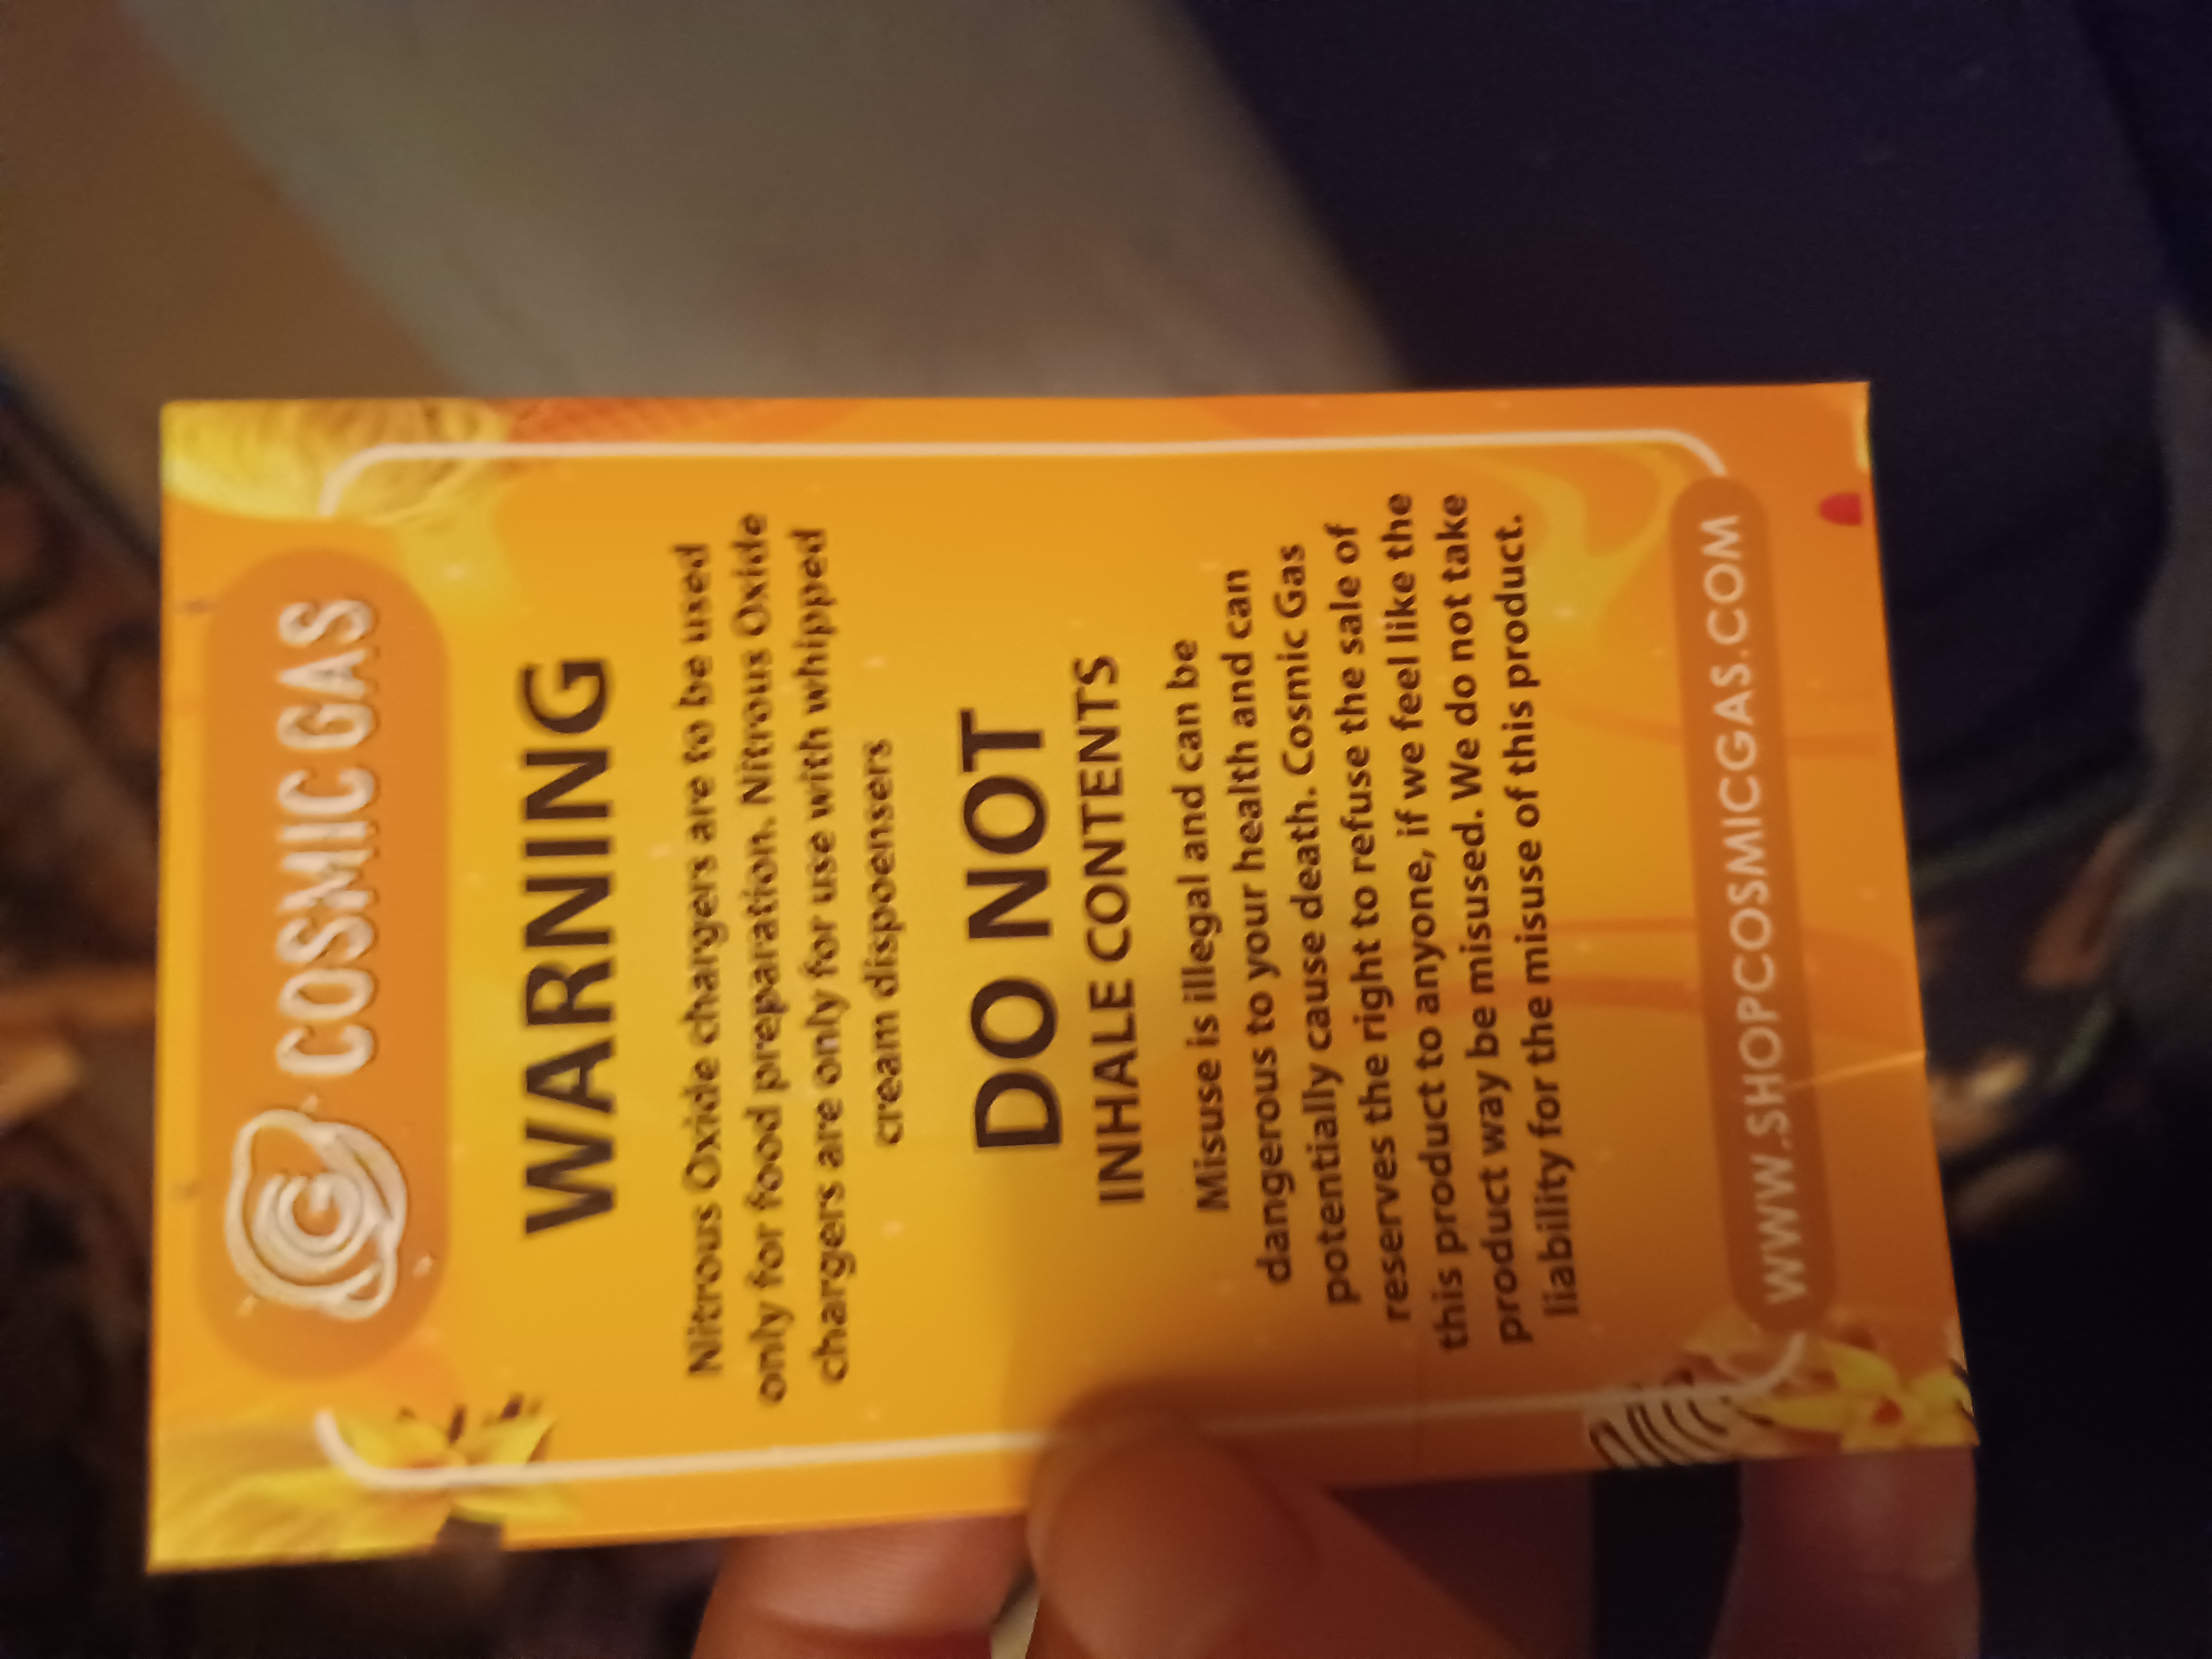 COSMIC GAS
WARNING
Nitrous Oxide chargers are to be used
only for food preparation. Nitrous Oxide
chargers are only for use with whipped
cream dispoensers
DO NOT
INHALE CONTENTS
Misuse is illegal and can be
dangerous to your health and can
potentially cause death. Cosmic Gas
reserves the right to refuse the sale of
this product to anyone, if we feel like the
product way be misused. We do not take
liability for the misuse of this product.
WWW.SHOPCOSMICGAS.COM